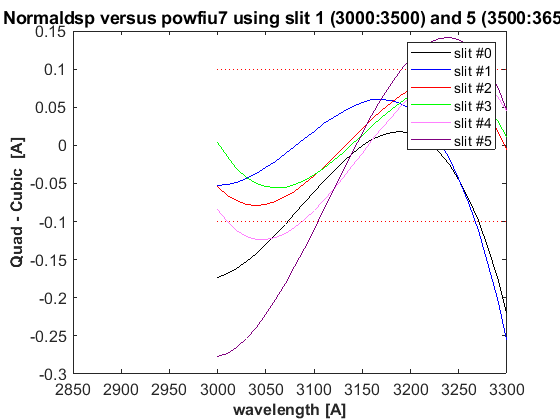 Normaldsp versus powfiu7 using slit 1 (3000:3500) and 5 (3500:365
0.15
0.1
0.05
0
-0.05
-0.1
-0.15
-0.2
-0.25
-0.3
Quad - Cubic [A]
slit #0
slit #1
slit #2
slit #3
slit #4
slit #5
2850 2900 2950 3000 3050 3100 3150 3200 3250 3300
wavelength [A]